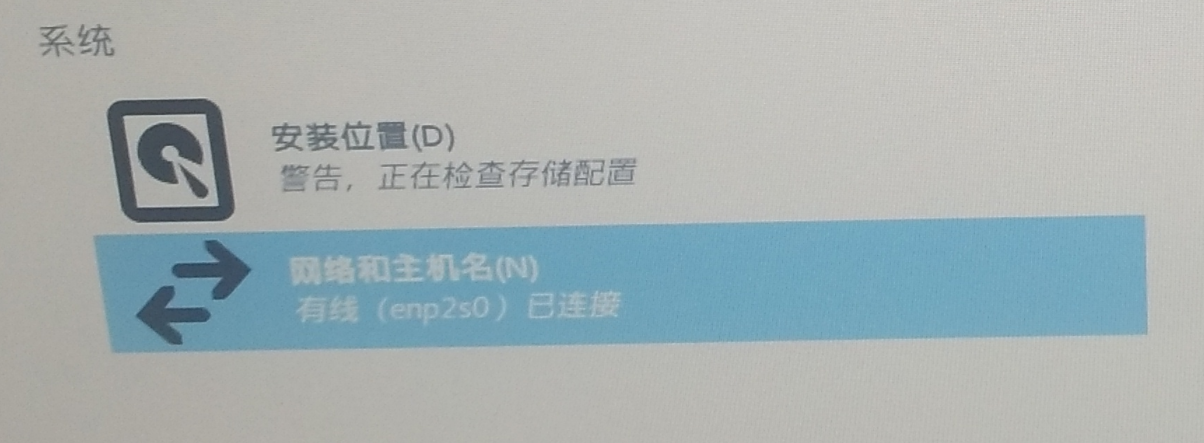 系统
安装位置(D)
警告，正在检查存储配置
网络和主机名(N)
有线（enp2s0）已连接